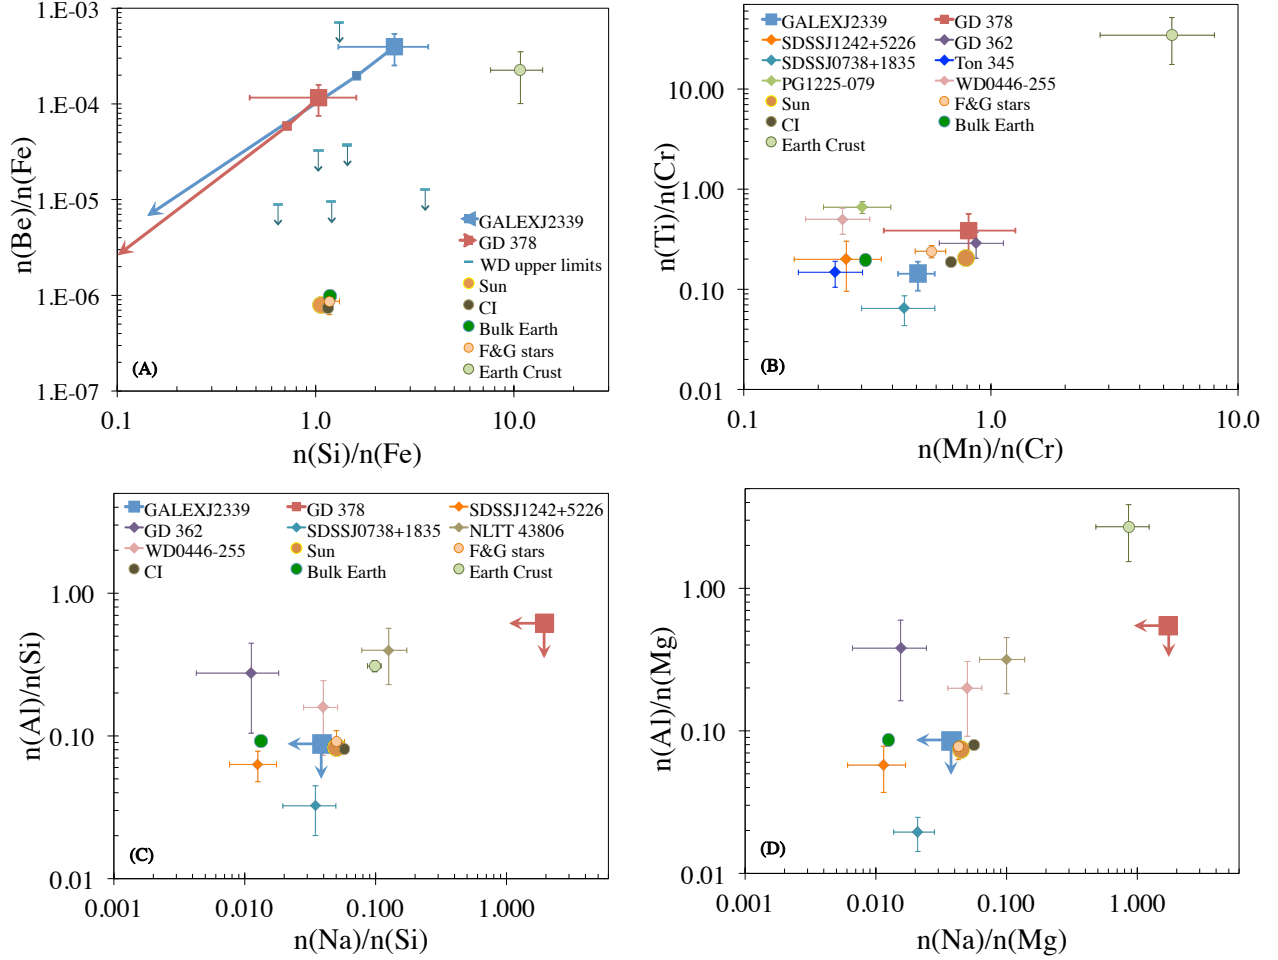 1.E-03
1.E-04
1.E-05
1.E-06
1.E-07
n(Be)/n(Fe)
GALEXJ2339
GD 378
WD upper limits
Sun
CI
Bulk Earth
F&G stars
Earth Crust
(A)
0.1
1.0
10.0
n(Si)/n(Fe)
GALEXJ2339
GD 378
SDSSJ1242+5226
GD 362
SDSSJ0738+1835
Ton 345
PG1225-079
WD0446-255
Sun
F&G stars
CI
Bulk Earth
Earth Crust
10.00
1.00
0.10
0.01
n(Ti)/n(Cr)
(B)
0.1
1.0
10.0
n(Mn)/n(Cr)
GALEXJ2339
GD 378
SDSSJ1242+5226
GD 362
SDSSJ0738+1835
NLTT 43806
WD0446-255
Sun
F&G stars
CI
Bulk Earth
Earth Crust
1.00
0.10
0.01
n(Al)/n(Si)
(C)
0.001
0.010
0.100
1.000
n(Na)/n(Si)
1.00
0.10
0.01
n(Al)/n(Mg)
(D)
0.001
0.010
0.100
1.000
n(Na)/n(Mg)